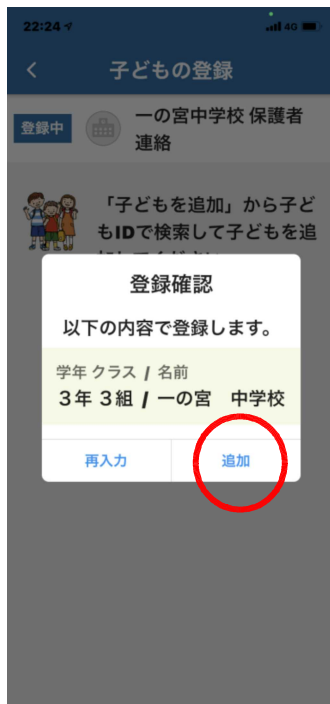 22:24
4G
子どもの登録
登録中
一の宮中学校 保護者
連絡
「子どもを追加」から子ど
もIDで検索して子どもを追
登録確認
以下の内容で登録します。
学年 クラス / 名前
３年 ３組 / 一の宮　中学校
再入力
追加